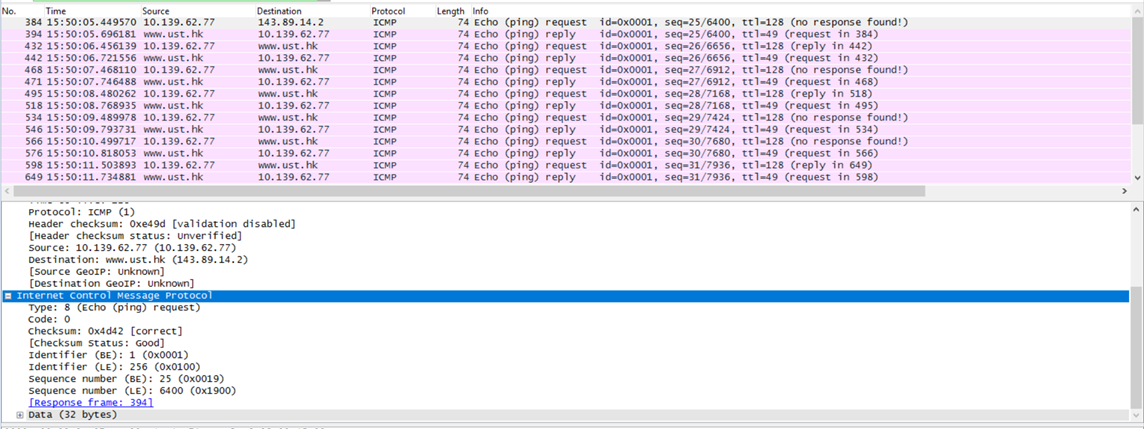 No. Time Source Destination Protocol Length Info
384 15:50:05.449570 10.139.62.77 143.89.14.2 ICMP 74 Echo (ping) request id=0x0001, seq=25/6400, ttl=128 (no response found!)
394 15:50:05.696181 www.ust.hk 10.139.62.77 ICMP 74 Echo (ping) reply id=0x0001, seq=25/6400, ttl=49 (request in 384)
432 15:50:06.456139 10.139.62.77 www.ust.hk ICMP 74 Echo (ping) request id=0x0001, seq=26/6656, ttl=128 (reply in 442)
442 15:50:06.721556 www.ust.hk 10.139.62.77 ICMP 74 Echo (ping) reply id=0x0001, seq=26/6656, ttl=49 (request in 432)
468 15:50:07.468110 10.139.62.77 www.ust.hk ICMP 74 Echo (ping) request id=0x0001, seq=27/6912, ttl=128 (no response found!)
471 15:50:07.746488 www.ust.hk 10.139.62.77 ICMP 74 Echo (ping) reply id=0x0001, seq=27/6912, ttl=49 (request in 468)
495 15:50:08.480262 10.139.62.77 www.ust.hk ICMP 74 Echo (ping) request id=0x0001, seq=28/7168, ttl=128 (reply in 518)
518 15:50:08.768935 www.ust.hk 10.139.62.77 ICMP 74 Echo (ping) reply id=0x0001, seq=28/7168, ttl=49 (request in 495)
534 15:50:09.489978 10.139.62.77 www.ust.hk ICMP 74 Echo (ping) request id=0x0001, seq=29/7424, ttl=128 (no response found!)
546 15:50:09.793731 www.ust.hk 10.139.62.77 ICMP 74 Echo (ping) reply id=0x0001, seq=29/7424, ttl=49 (request in 534)
566 15:50:10.499717 10.139.62.77 www.ust.hk ICMP 74 Echo (ping) request id=0x0001, seq=30/7680, ttl=128 (no response found!)
576 15:50:10.818053 www.ust.hk 10.139.62.77 ICMP 74 Echo (ping) reply id=0x0001, seq=30/7680, ttl=49 (request in 566)
598 15:50:11.503893 10.139.62.77 www.ust.hk ICMP 74 Echo (ping) request id=0x0001, seq=31/7936, ttl=128 (reply in 649)
649 15:50:11.734881 www.ust.hk 10.139.62.77 ICMP 74 Echo (ping) reply id=0x0001, seq=31/7936, ttl=49 (request in 598)
Protocol: ICMP (1)
Header checksum: 0xe49d [validation disabled]
[Header checksum status: Unverified]
Source: 10.139.62.77 (10.139.62.77)
Destination: www.ust.hk (143.89.14.2)
[Source GeoIP: Unknown]
[Destination GeoIP: Unknown]
Internet Control Message Protocol
Type: 8 (Echo (ping) request)
Code: 0
Checksum: 0x4d42 [correct]
[Checksum Status: Good]
Identifier (BE): 1 (0x0001)
Identifier (LE): 256 (0x0100)
Sequence number (BE): 25 (0x0019)
Sequence number (LE): 6400 (0x1900)
[Response frame: 394]
Data (32 bytes)